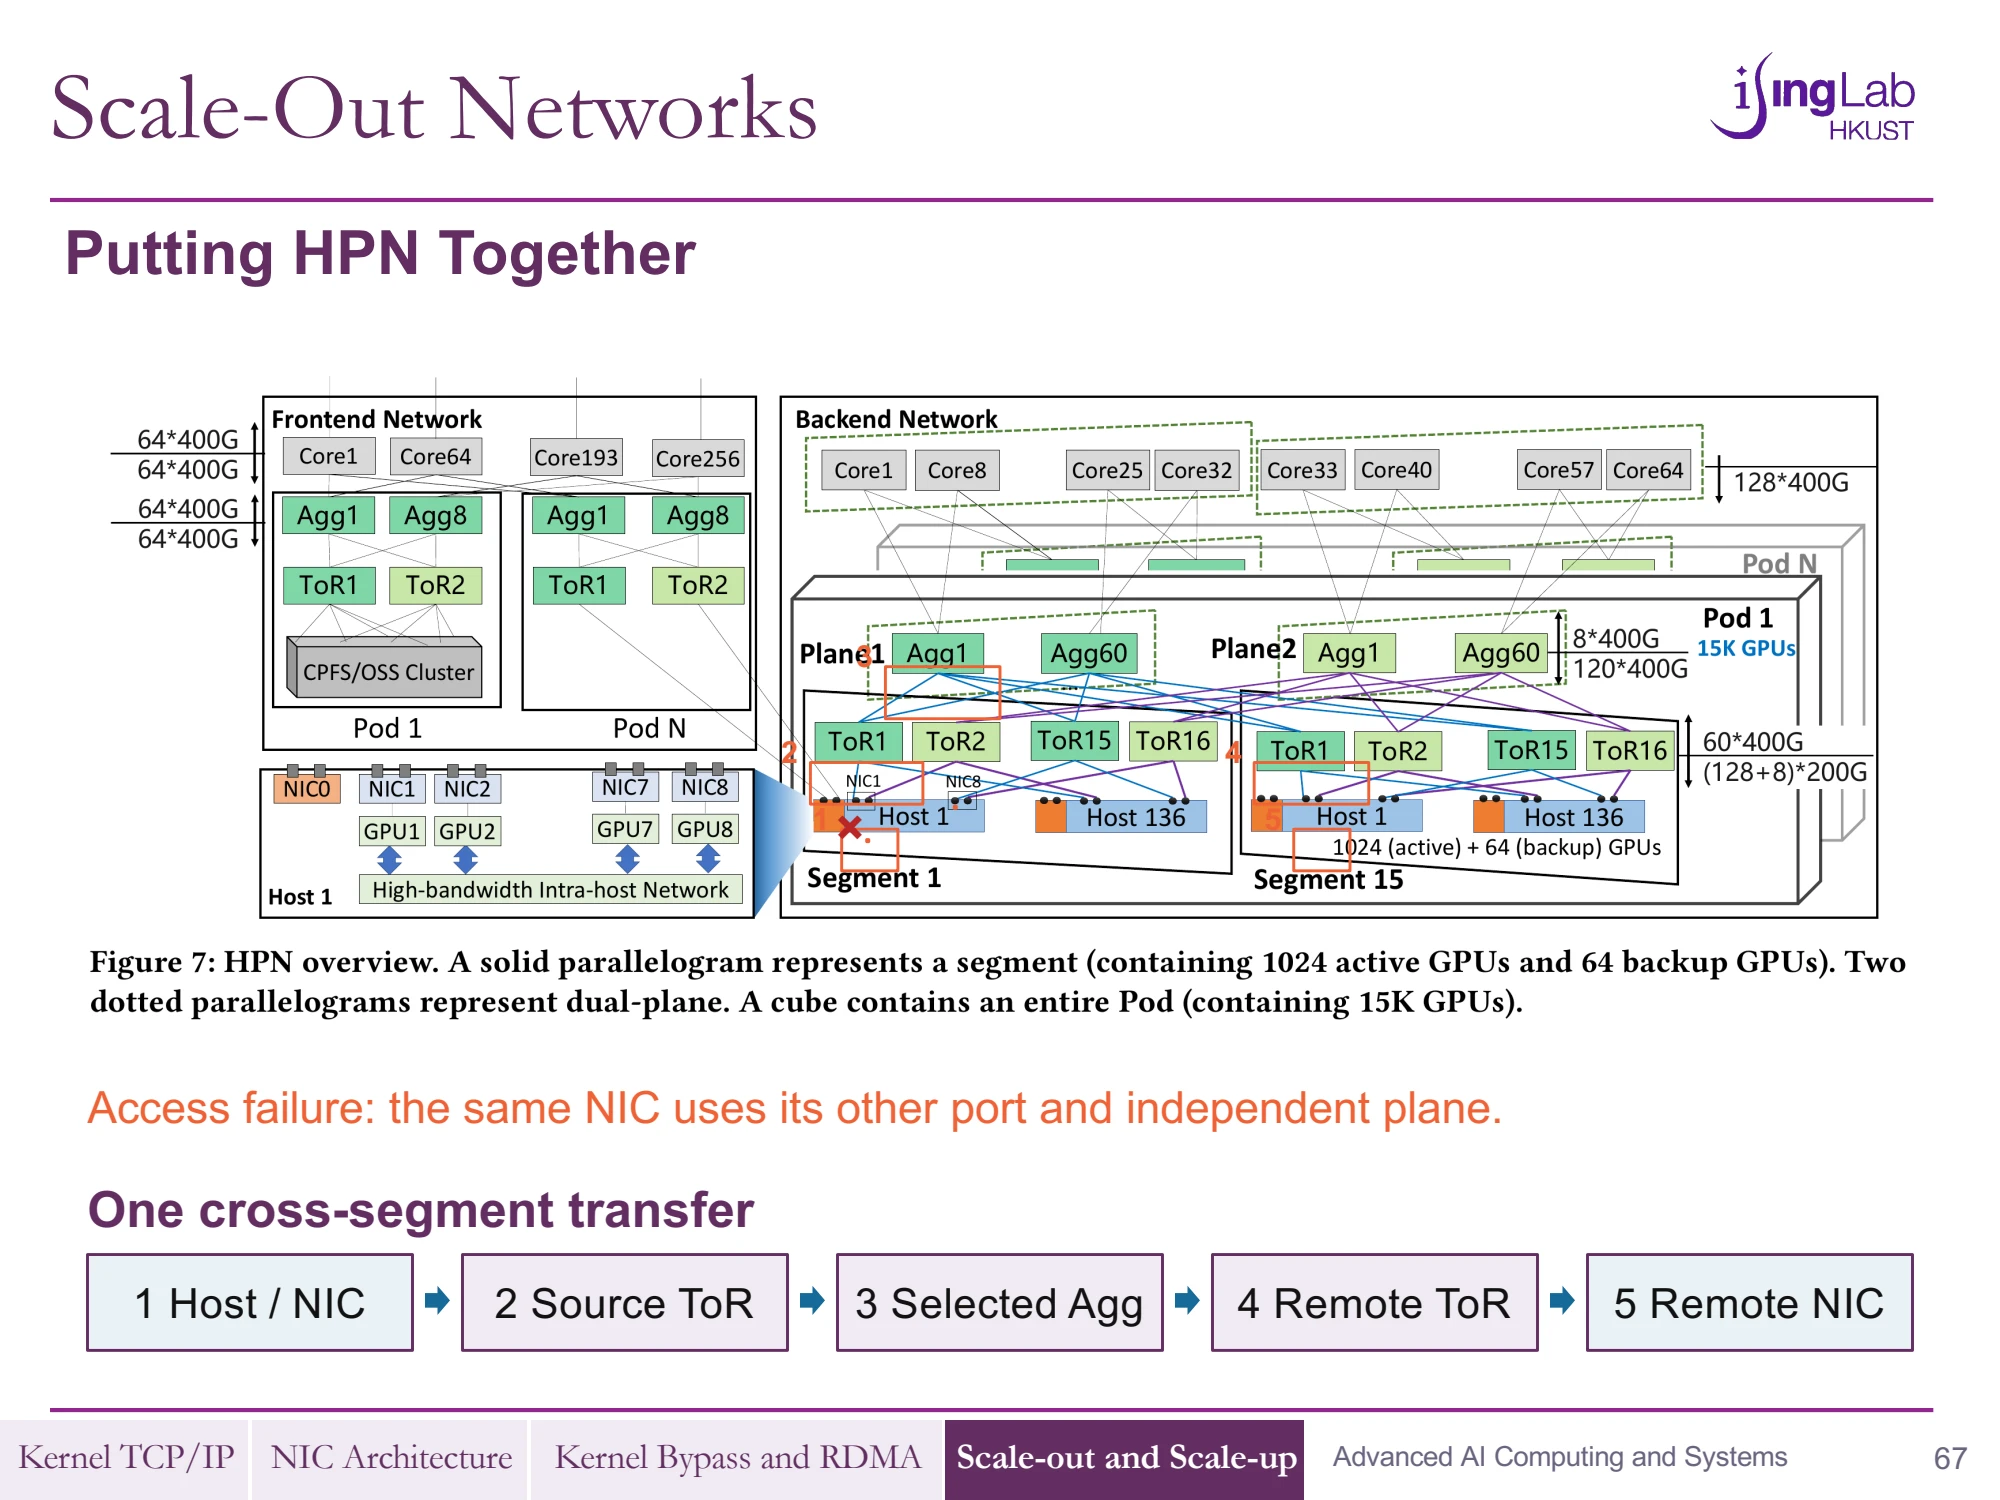 Scale-Out Networks
iSingLab
HKUST
Putting HPN Together
Frontend Network
64*400G
64*400G
64*400G
64*400G
Core1
Core64
Core193
Core256
Agg1
Agg8
Agg1
Agg8
ToR1
ToR2
ToR1
ToR2
CPFS/OSS Cluster
Pod 1
Pod N
NIC0
NIC1
NIC2
NIC7
NIC8
GPU1
GPU2
GPU7
GPU8
High-bandwidth Intra-host Network
Host 1
Backend Network
Core1
Core8
Core25
Core32
Core33
Core40
Core57
Core64
128*400G
Pod N
Pod 1
15K GPUs
Plane1
3
Agg1
Agg60
...
Plane2
Agg1
Agg60
8*400G
120*400G
2
ToR1
ToR2
ToR15
ToR16
4
ToR1
ToR2
ToR15
ToR16
60*400G
(128+8)*200G
NIC1
NIC8
1
Host 1
Host 136
5
Host 1
Host 136
1024 (active) + 64 (backup) GPUs
Segment 1
Segment 15
Figure 7: HPN overview. A solid parallelogram represents a segment (containing 1024 active GPUs and 64 backup GPUs). Two
dotted parallelograms represent dual-plane. A cube contains an entire Pod (containing 15K GPUs).
Access failure: the same NIC uses its other port and independent plane.
One cross-segment transfer
1 Host / NIC
2 Source ToR
3 Selected Agg
4 Remote ToR
5 Remote NIC
Kernel TCP/IP
NIC Architecture
Kernel Bypass and RDMA
Scale-out and Scale-up
Advanced AI Computing and Systems
67